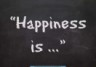 “Happiness
is ...”